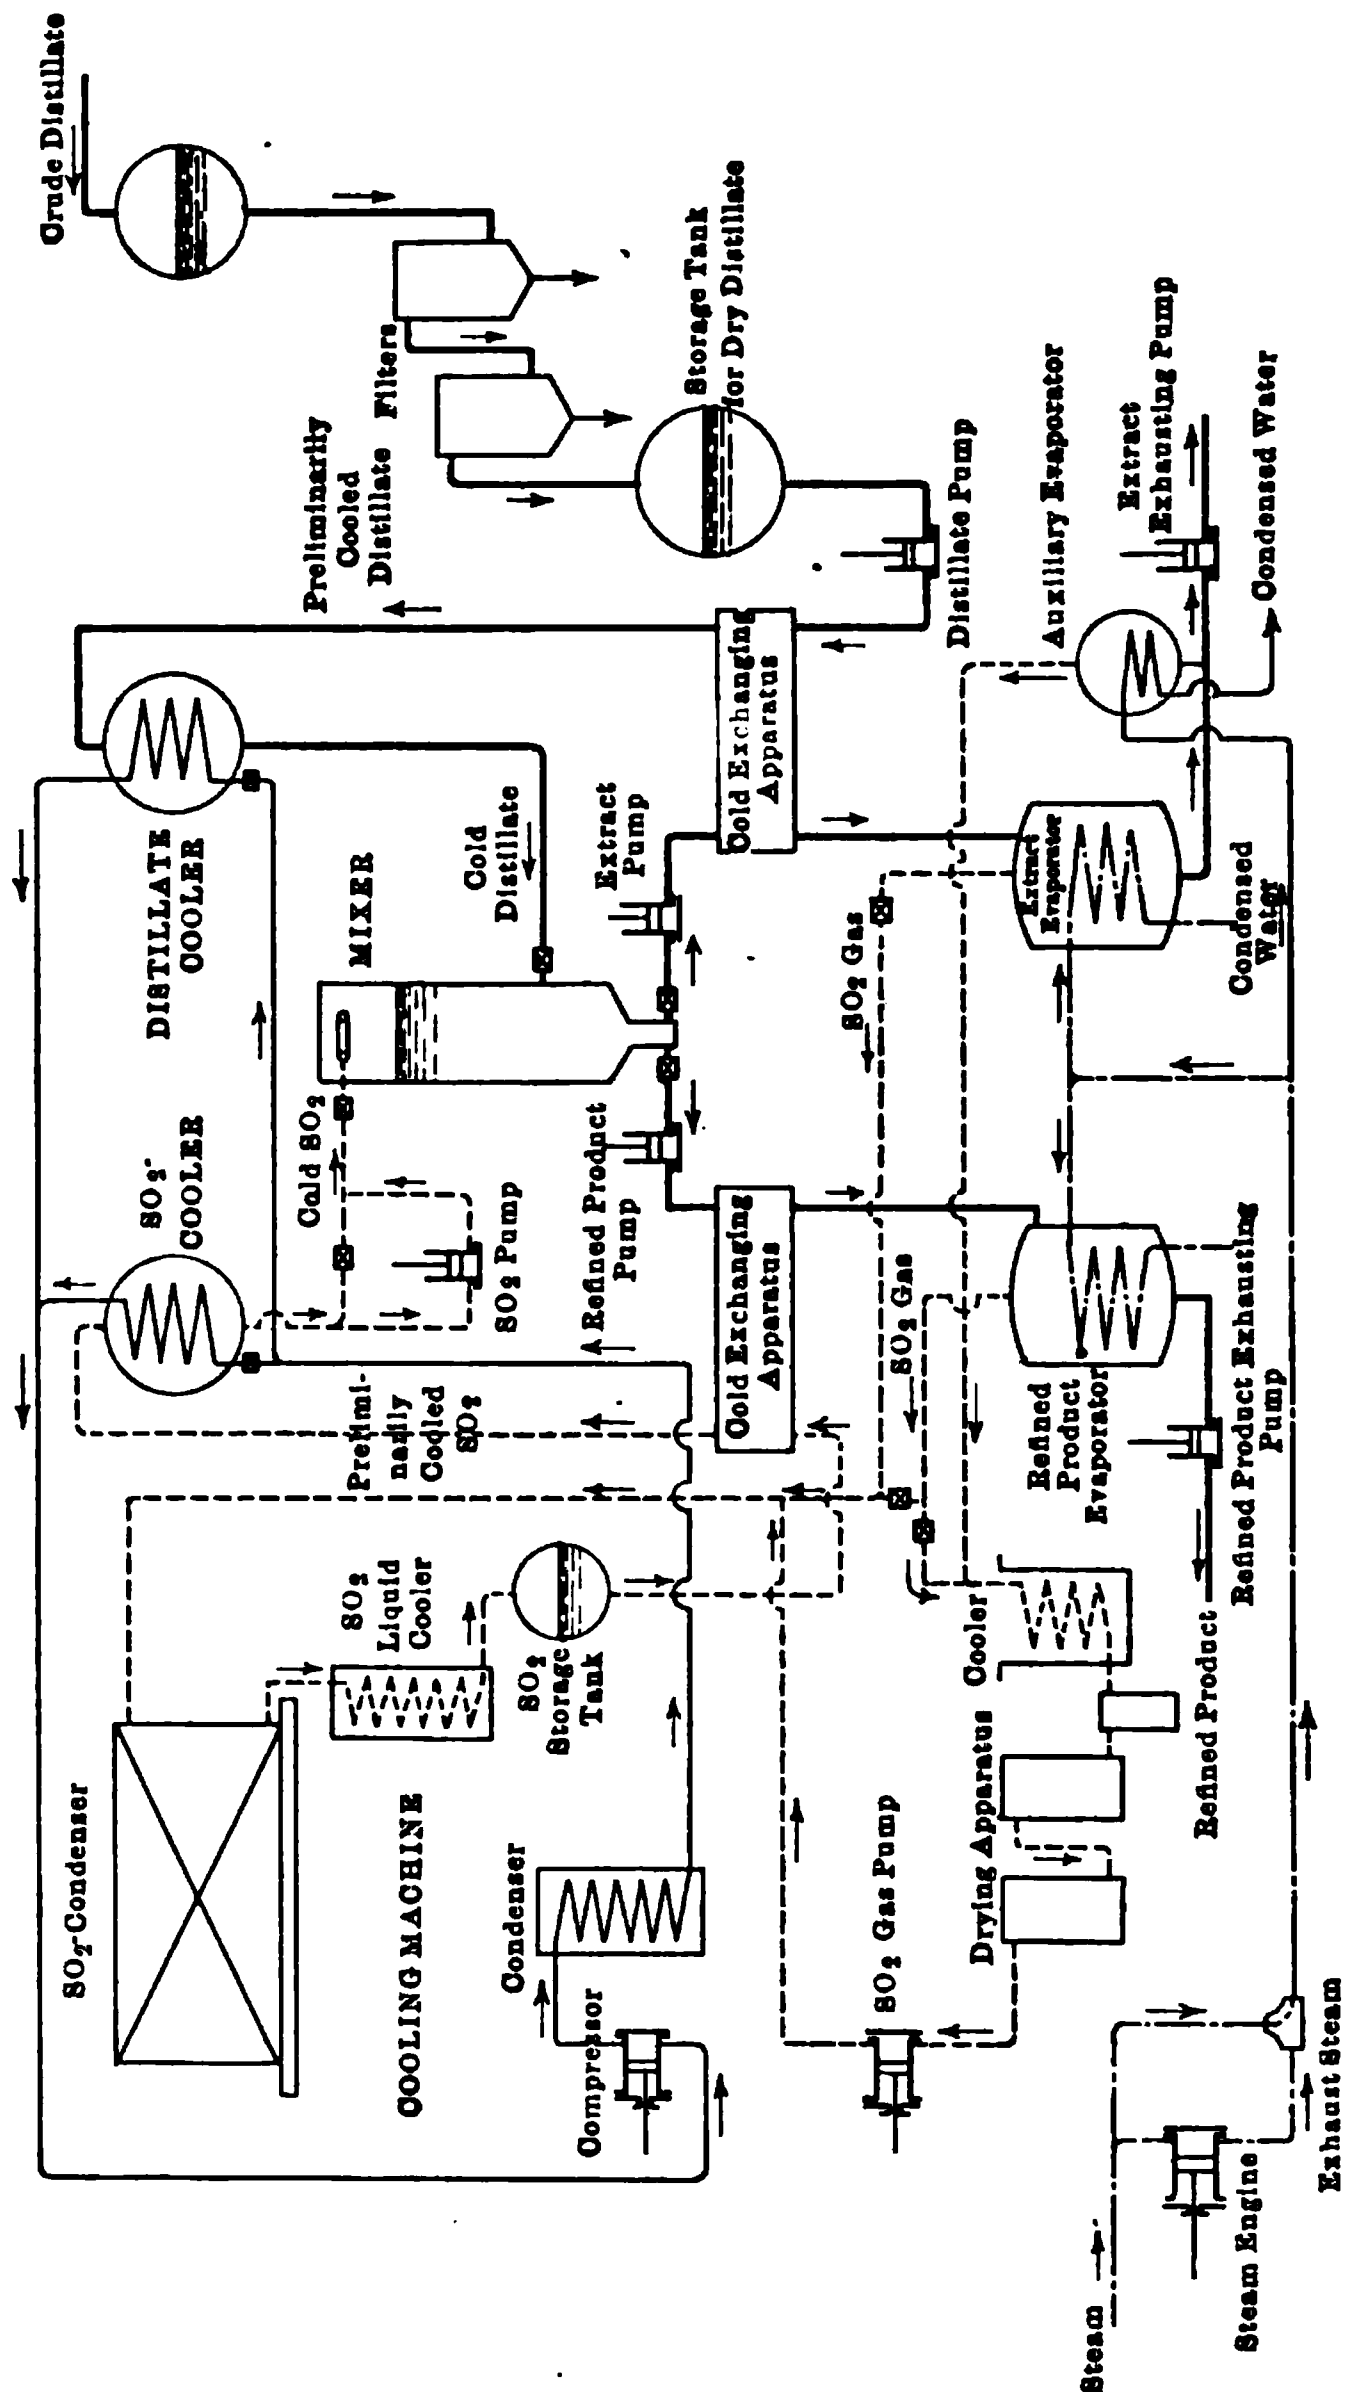 Crude Distillate
Filters
Storage Tank
for Dry Distillate
Preliminarily
Cooled
Distillate
Distillate Pump
Cold Exchanging
Apparatus
DISTILLATE
COOLER
Cold
Distillate
MIXER
Extract
Pump
Auxiliary Evaporator
Extract
Exhausting Pump
Condensed Water
Extract
Evaporator
Condensed
Water
SO2 Gas
SO2-
COOLER
Cold SO2
SO2 Pump
Refined Product
Pump
Cold Exchanging
Apparatus
Prelimi-
narily
Cooled
SO2
SO2 Gas
Refined
Product
Evaporator
Refined Product Exhausting
Pump
Refined Product
SO2
Liquid
Cooler
SO2
Storage
Tank
Cooler
Drying Apparatus
SO2-Condenser
COOLING MACHINE
Condenser
Compressor
SO2 Gas Pump
Exhaust Steam
Steam Engine
Steam